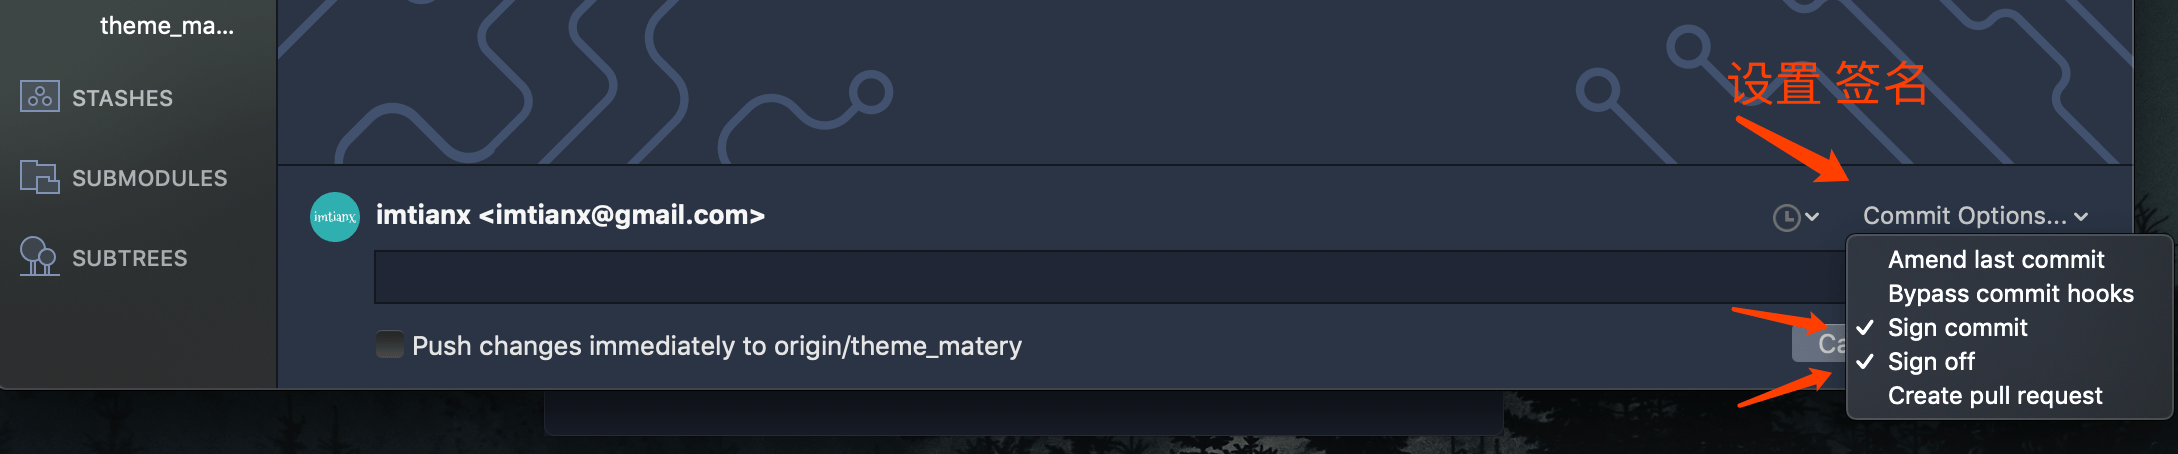 theme_ma...
STASHES
SUBMODULES
SUBTREES
设置 签名
imtianx
imtianx <imtianx@gmail.com>
Commit Options...
Amend last commit
Bypass commit hooks
Sign commit
Sign off
Create pull request
Push changes immediately to origin/theme_matery
Ca